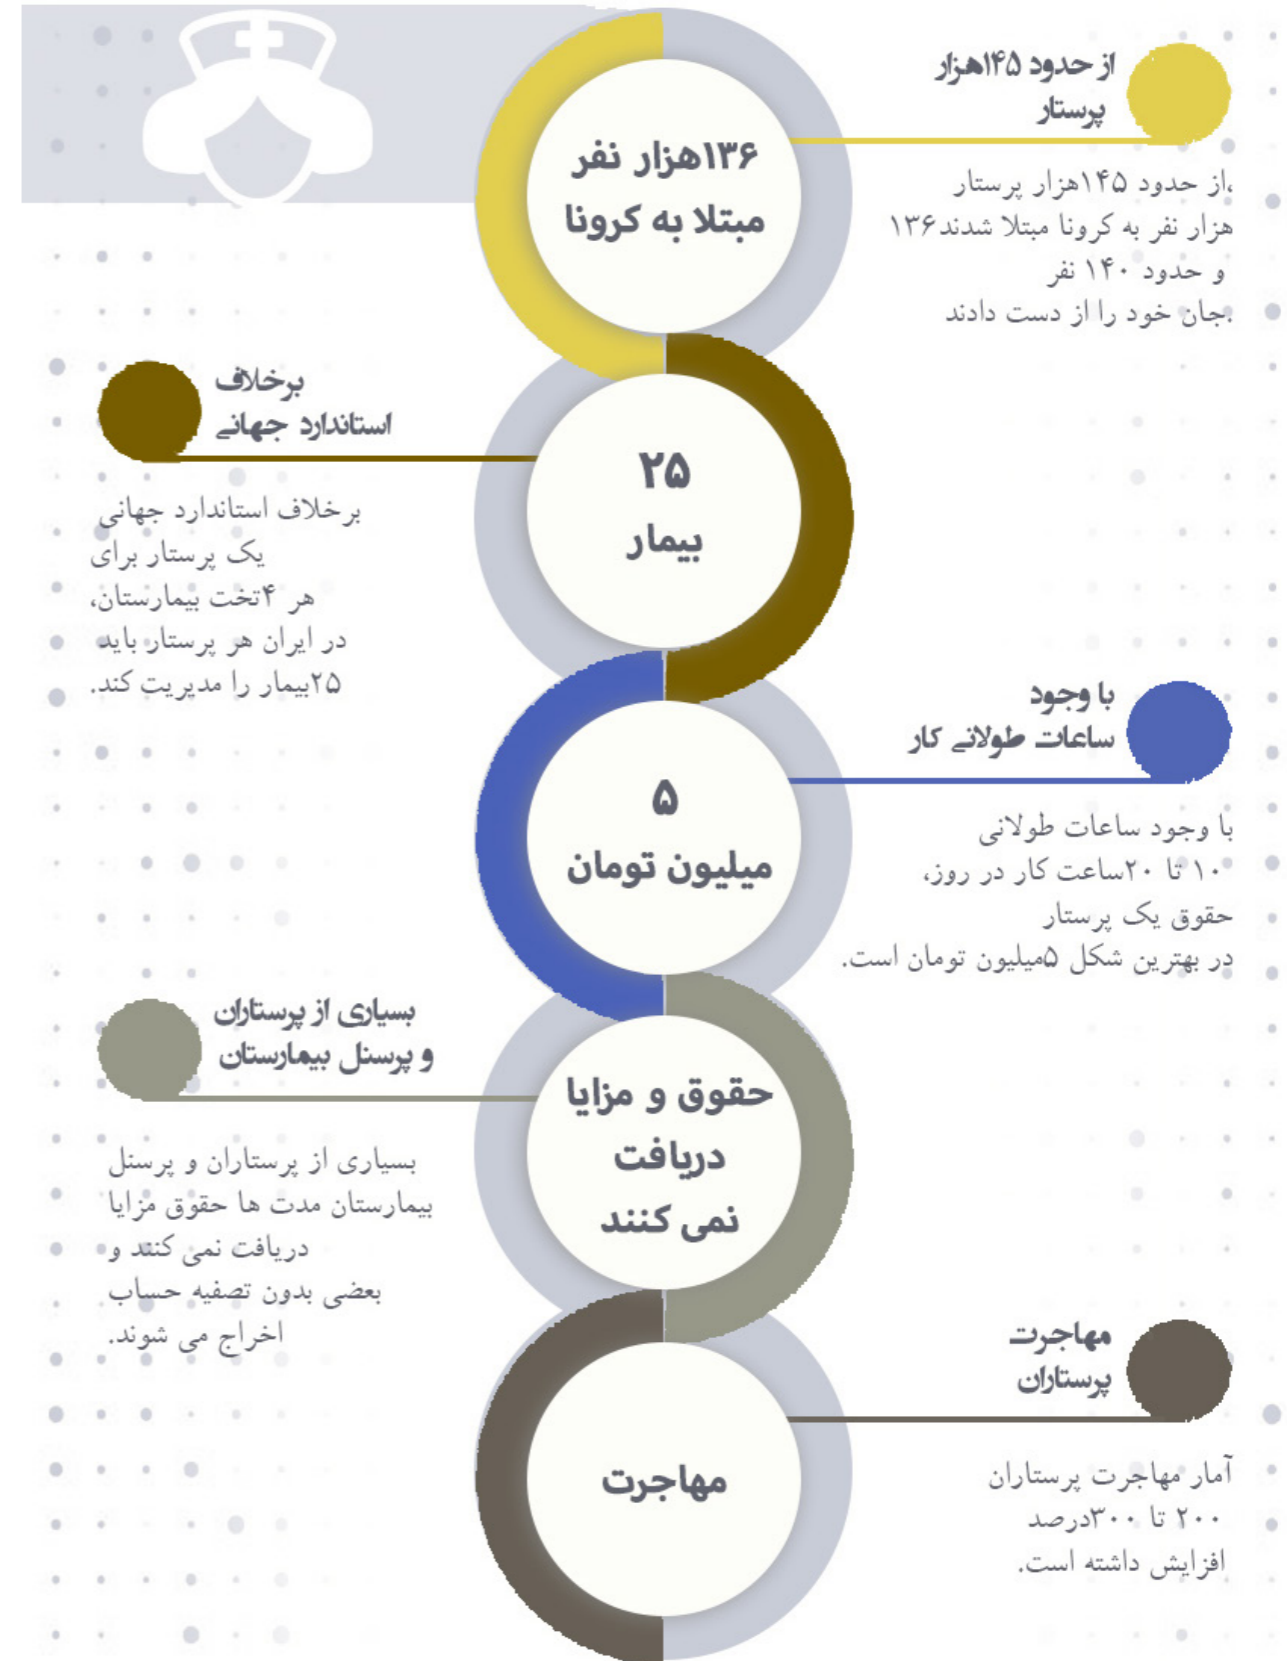 از حدود ۱۴۵هزار
پرستار
۱۳۶هزار نفر
مبتلا به کرونا
،از حدود ۱۴۵هزار پرستار
هزار نفر به کرونا مبتلا شدند۱۳۶
و حدود ۱۴۰ نفر
.جان خود را از دست دادند
برخلاف
استاندارد جهانی
۲۵
بیمار
برخلاف استاندارد جهانی
یک پرستار برای
هر ۴تخت بیمارستان،
در ایران هر پرستار باید
۲۵بیمار را مدیریت کند.
با وجود
ساعات طولانی کار
۵
میلیون تومان
با وجود ساعات طولانی
۱۰ تا ۲۰ساعت کار در روز،
حقوق یک پرستار
در بهترین شکل ۵میلیون تومان است.
بسیاری از پرستاران
و پرسنل بیمارستان
حقوق و مزایا
دریافت
نمی کنند
بسیاری از پرستاران و پرسنل
بیمارستان مدت ها حقوق مزایا
دریافت نمی کنند و
بعضی بدون تصفیه حساب
اخراج می شوند.
مهاجرت
پرستاران
مهاجرت
آمار مهاجرت پرستاران
۲۰۰ تا ۳۰۰درصد
افزایش داشته است.